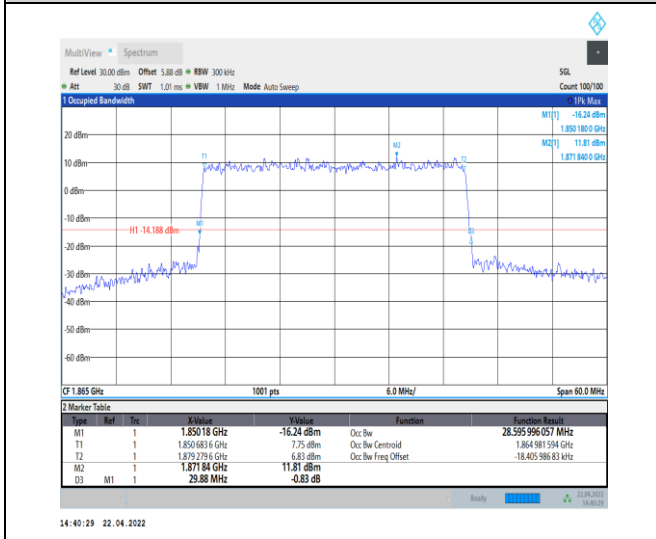 MultiView Spectrum
Ref Level 30.00 dBm Offset 5.88 dB RBW 300 kHz SGL
Att 30 dB SWT 1.01 ms VBW 1 MHz Mode Auto Sweep Count 100/100
1 Occupied Bandwidth 1Pk Max
M1[1] -16.24 dBm
1.850 180 0 GHz
M2[1] 11.81 dBm
1.871 840 0 GHz
20 dBm
M2
T1
T2
10 dBm
0 dBm
-10 dBm
M1
H1 -14.188 dBm
D3
-20 dBm
-30 dBm
-40 dBm
-50 dBm
-60 dBm
CF 1.865 GHz 1001 pts 6.0 MHz/ Span 60.0 MHz
2 Marker Table
Type Ref Trc X-Value Y-Value Function Function Result
M1 1 1.85018 GHz -16.24 dBm Occ Bw 28.595 996 057 MHz
T1 1 1.850 683 6 GHz 7.75 dBm Occ Bw Centroid 1.864 981 594 GHz
T2 1 1.879 279 6 GHz 6.83 dBm Occ Bw Freq Offset -18.405 986 83 kHz
M2 1 1.871 84 GHz 11.81 dBm
D3 M1 1 29.88 MHz -0.83 dB
Ready 22.04.2022
14:40:29
14:40:29 22.04.2022